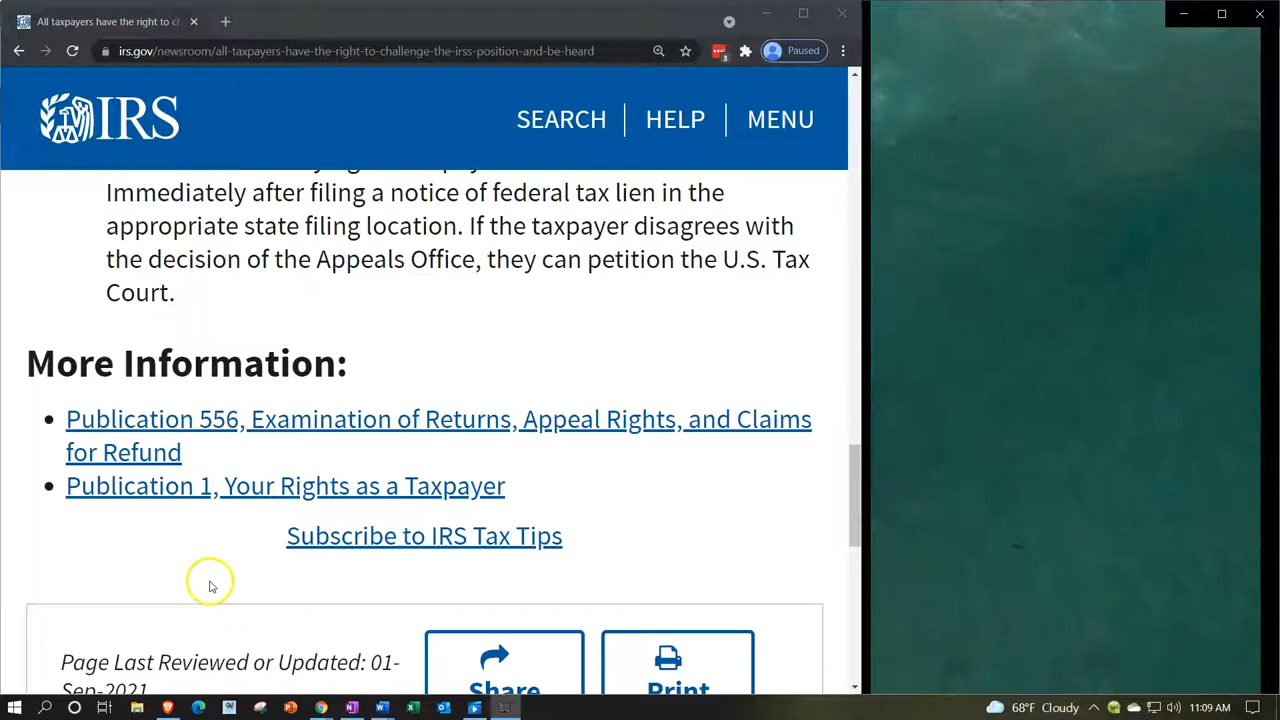 All taxpayers have the right to ch
irs.gov/newsroom/all-taxpayers-have-the-right-to-challenge-the-irss-position-and-be-heard
3
Paused
IRS
SEARCH
HELP
MENU
Immediately after filing a notice of federal tax lien in the
appropriate state filing location. If the taxpayer disagrees with
the decision of the Appeals Office, they can petition the U.S. Tax
Court.
More Information:
Publication 556, Examination of Returns, Appeal Rights, and Claims
for Refund
Publication 1, Your Rights as a Taxpayer
Subscribe to IRS Tax Tips
Page Last Reviewed or Updated: 01-
Sep-2021
Share
Print
68°F Cloudy
11:09 AM